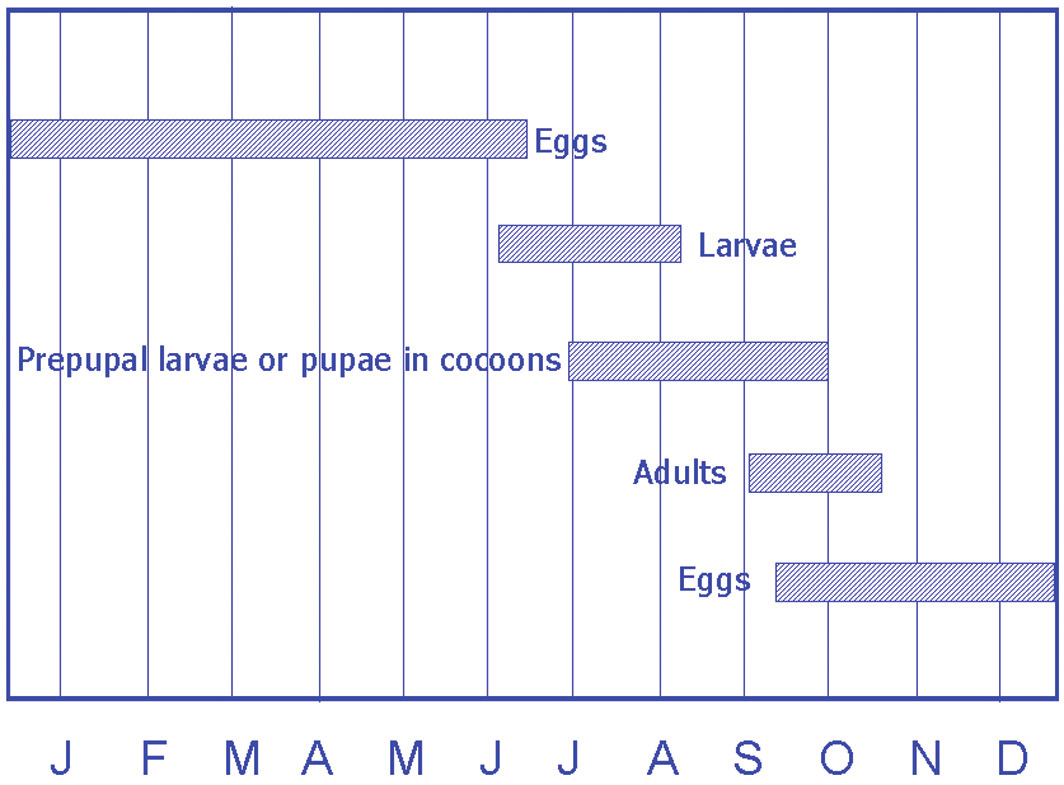 Eggs
Larvae
Prepupal larvae or pupae in cocoons
Adults
Eggs
J F M A M J J A S O N D